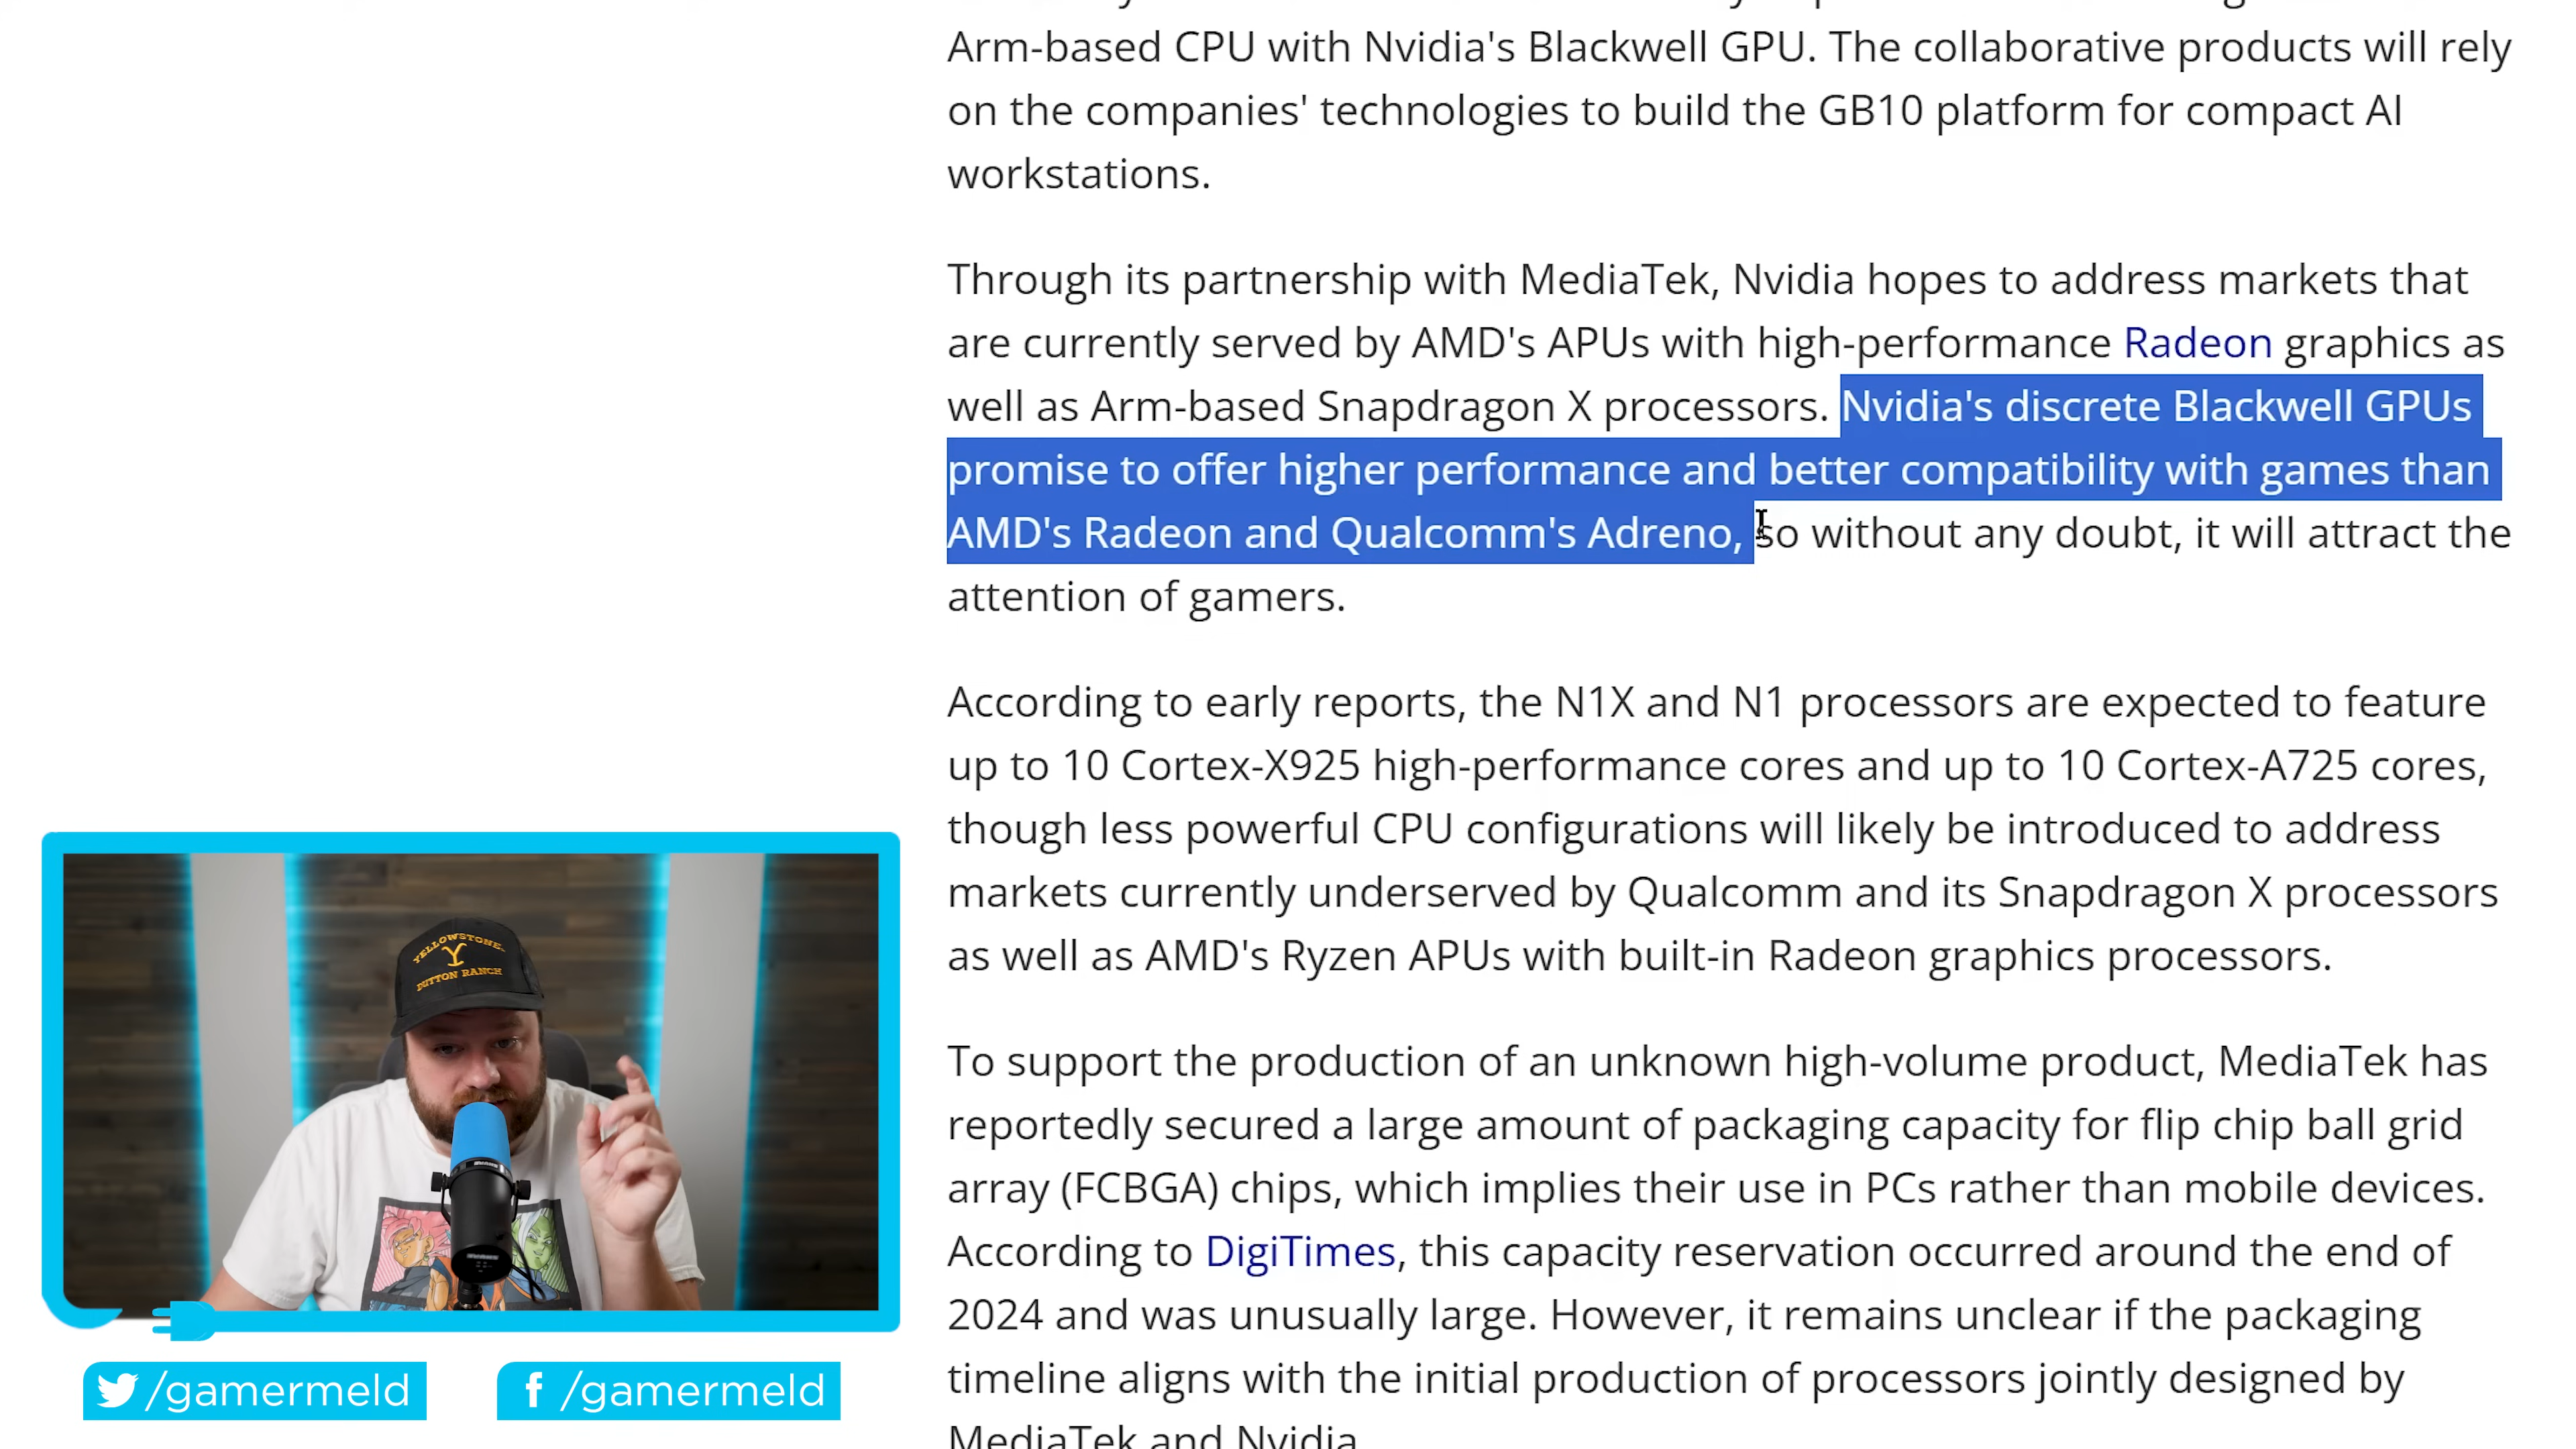 Arm-based CPU with Nvidia's Blackwell GPU. The collaborative products will rely
on the companies' technologies to build the GB10 platform for compact AI
workstations.
Through its partnership with MediaTek, Nvidia hopes to address markets that
are currently served by AMD's APUs with high-performance Radeon graphics as
well as Arm-based Snapdragon X processors. Nvidia's discrete Blackwell GPUs
promise to offer higher performance and better compatibility with games than
AMD's Radeon and Qualcomm's Adreno, so without any doubt, it will attract the
attention of gamers.
According to early reports, the N1X and N1 processors are expected to feature
up to 10 Cortex-X925 high-performance cores and up to 10 Cortex-A725 cores,
though less powerful CPU configurations will likely be introduced to address
markets currently underserved by Qualcomm and its Snapdragon X processors
as well as AMD's Ryzen APUs with built-in Radeon graphics processors.
To support the production of an unknown high-volume product, MediaTek has
reportedly secured a large amount of packaging capacity for flip chip ball grid
array (FCBGA) chips, which implies their use in PCs rather than mobile devices.
According to DigiTimes, this capacity reservation occurred around the end of
2024 and was unusually large. However, it remains unclear if the packaging
timeline aligns with the initial production of processors jointly designed by
MediaTek and Nvidia
YELLOWSTONE
Y
DUTTON RANCH
/gamermeld
f /gamermeld